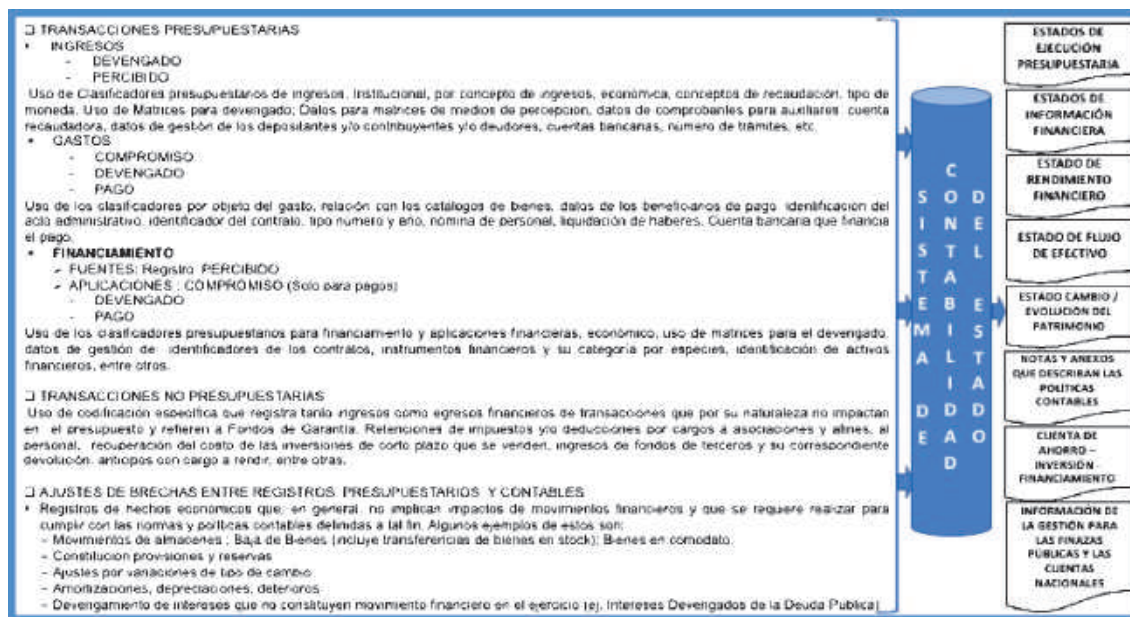 ❑ TRANSACCIONES PRESUPUESTARIAS
• INGRESOS
- DEVENGADO
- PERCIBIDO
Uso de Clasificadores presupuestarios de ingresos, Institucional, por concepto de ingresos, económica, conceptos de recaudación, tipo de
moneda. Uso de Matrices para devengado; Datos para matrices de medios de percepción, datos de comprobantes para auxiliares, cuenta
recaudadora, datos de gestión de los depositantes y/o contribuyentes y/o deudores, cuentas bancarias, número de trámites, etc.
• GASTOS
- COMPROMISO
- DEVENGADO
- PAGO
Uso de los clasificadores por objeto del gasto, relación con los catálogos de bienes, datos de los beneficiarios de pago, identificación del
acto administrativo, identificador del contrato, tipo número y año, nómina de personal, liquidación de haberes. Cuenta bancaria que financia
el pago.
• FINANCIAMIENTO
➢ FUENTES: Registro PERCIBIDO
➢ APLICACIONES : COMPROMISO (Solo para pagos)
- DEVENGADO
- PAGO
Uso de los clasificadores presupuestarios para financiamiento y aplicaciones financieras, económico, uso de matrices para el devengado,
datos de gestión de identificadores de los contratos, instrumentos financieros y su categoría por especies, identificación de activos
financieros, entre otros.
❑ TRANSACCIONES NO PRESUPUESTARIAS
Uso de codificación específica que registra tanto ingresos como egresos financieros de transacciones que por su naturaleza no impactan
en el presupuesto y refieren a Fondos de Garantía, Retenciones de impuestos y/o deducciones por cargos a asociaciones y afines, al
personal, recuperación del costo de las inversiones de corto plazo que se venden, ingresos de fondos de terceros y su correspondiente
devolución, anticipos con cargo a rendir, entre otras.
❑ AJUSTES DE BRECHAS ENTRE REGISTROS PRESUPUESTARIOS Y CONTABLES
• Registros de hechos económicos que, en general, no implican impactos de movimientos financieros y que se requiere realizar para
cumplir con las normas y políticas contables definidas a tal fin. Algunos ejemplos de estos son:
– Movimientos de almacenes ; Baja de Bienes (incluye transferencias de bienes en stock); Bienes en comodato.
– Constitución provisiones y reservas
– Ajustes por variaciones de tipo de cambio
– Amortizaciones, depreciaciones, deterioros
– Devengamiento de intereses que no constituyen movimiento financiero en el ejercicio (ej. Intereses Devengados de la Deuda Publica)
SISTEMA DE
CONTABILIDAD
DEL ESTADO
ESTADOS DE
EJECUCIÓN
PRESUPUESTARIA
ESTADOS DE
INFORMACIÓN
FINANCIERA
ESTADO DE
RENDIMIENTO
FINANCIERO
ESTADO DE FLUJO
DE EFECTIVO
ESTADO CAMBIO /
EVOLUCIÓN DEL
PATRIMONIO
NOTAS Y ANEXOS
QUE DESCRIBAN LAS
POLÍTICAS
CONTABLES
CUENTA DE
AHORRO –
INVERSIÓN
FINANCIAMIENTO
INFORMACIÓN DE
LA GESTIÓN PARA
LAS FINAZAS
PÚBLICAS Y LAS
CUENTAS
NACIONALES